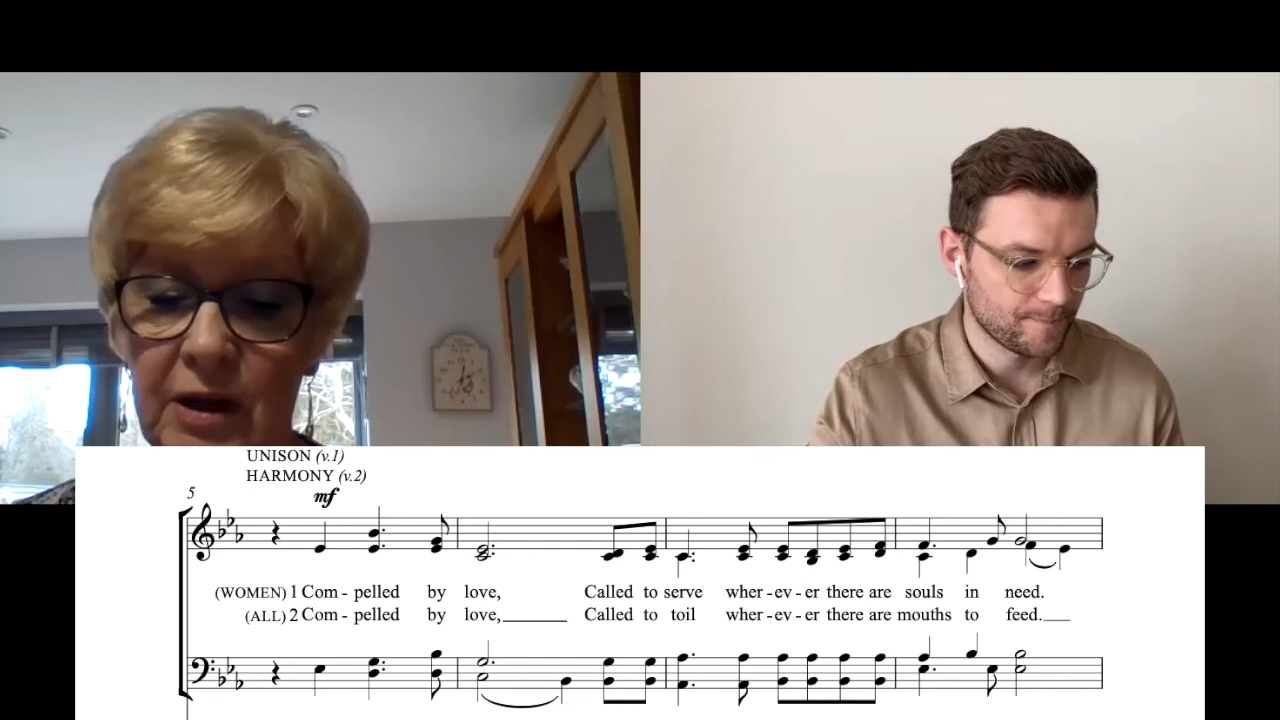 UNISON (v.1)
HARMONY (v.2)
5
mf
(WOMEN) 1 Com - pelled by love, Called to serve wher - ev - er there are souls in need.
(ALL) 2 Com - pelled by love, Called to toil wher - ev - er there are mouths to feed.